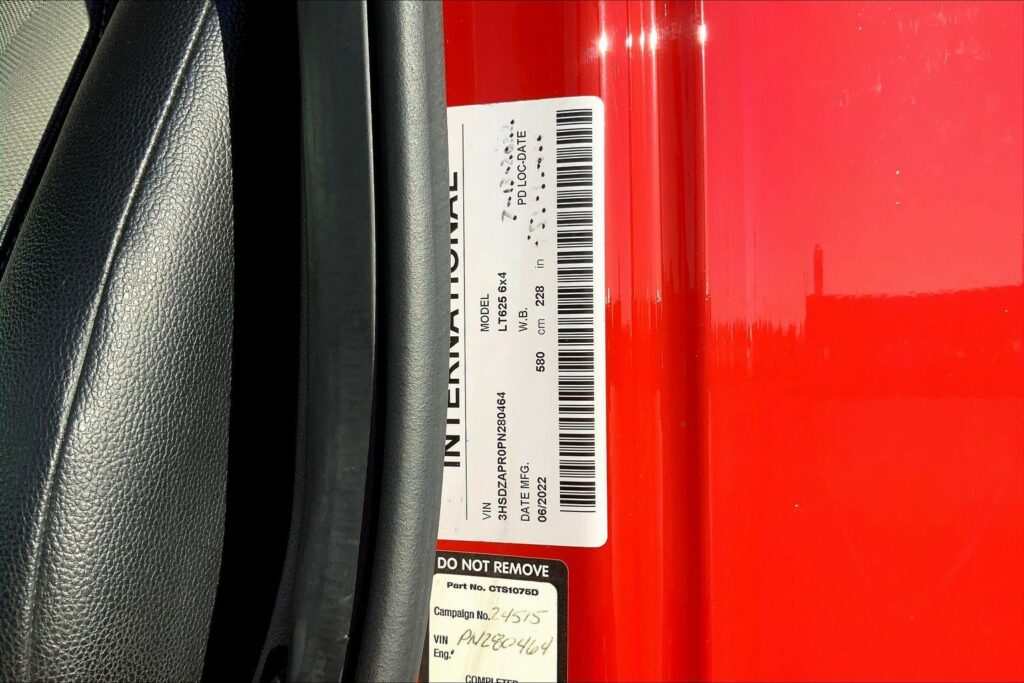 INTERNATIONAL
VIN
3HSDZAPR0PN280464
MODEL
LT625 6x4
DATE MFG.
06/2022
W.B.
580 cm 228 in
PD LOC-DATE
DO NOT REMOVE
Part No. CTS1075D
Campaign No. 24515
VIN PN280464
Eng.#
COMPLETED